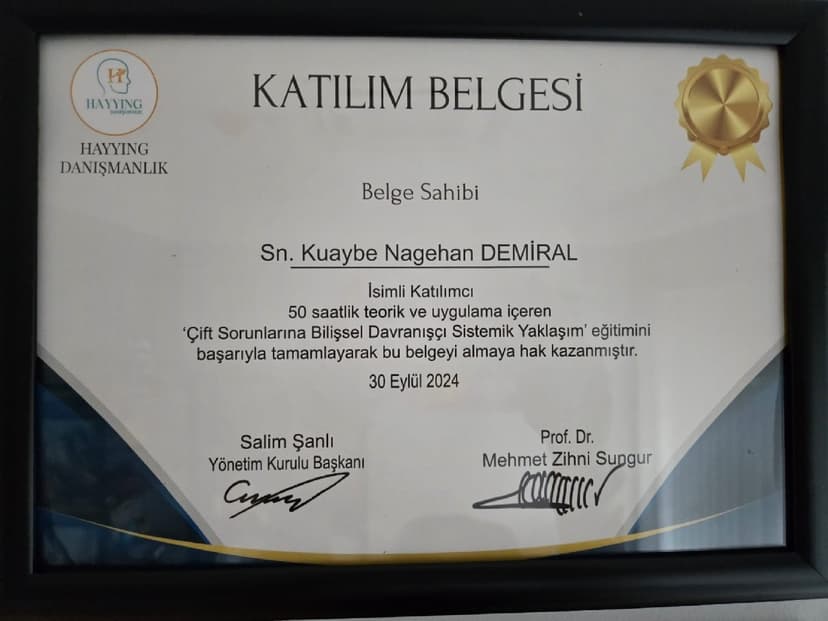 HAYYING
DANIŞMANLIK
HAYYING
DANIŞMANLIK
KATILIM BELGESİ
Belge Sahibi
Sn. Kuaybe Nagehan DEMİRAL
İsimli Katılımcı
50 saatlik teorik ve uygulama içeren
‘Çift Sorunlarına Bilişsel Davranışçı Sistemik Yaklaşım’ eğitimini
başarıyla tamamlayarak bu belgeyi almaya hak kazanmıştır.
30 Eylül 2024
Salim Şanlı
Yönetim Kurulu Başkanı
Prof. Dr.
Mehmet Zihni Sungur